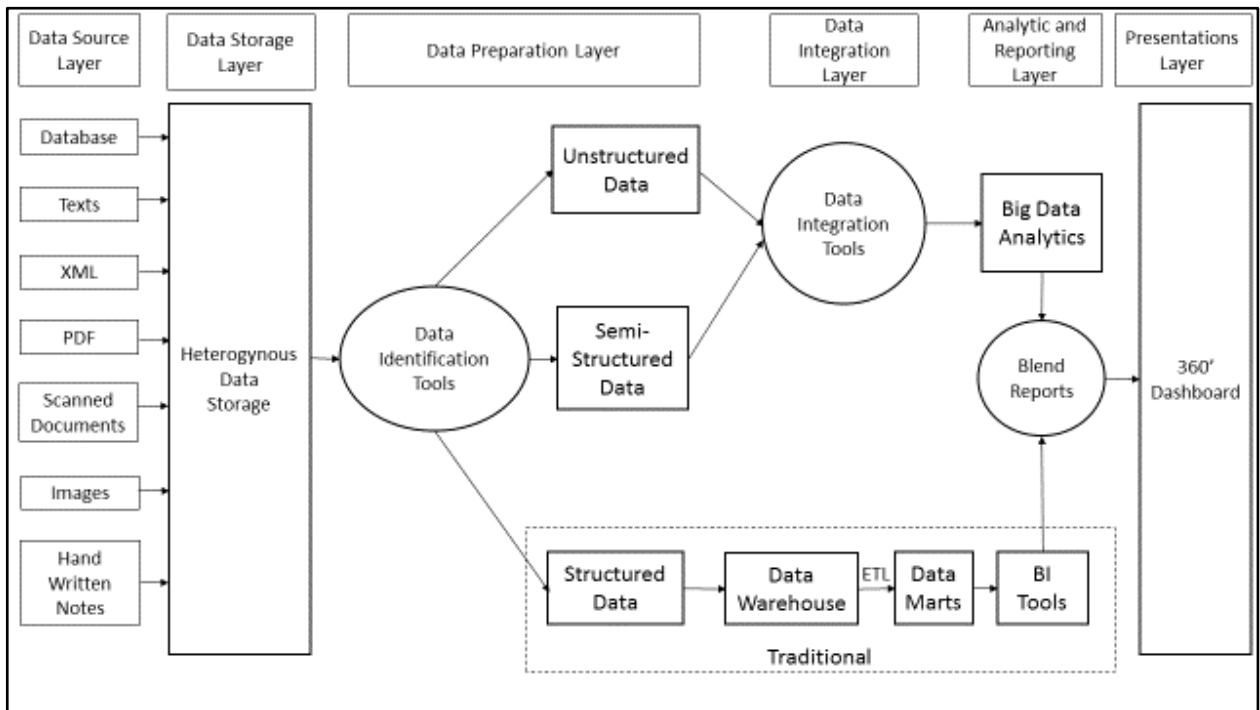 Data Source
Layer
Data Storage
Layer
Data Preparation Layer
Data
Integration
Layer
Analytic and
Reporting
Layer
Presentations
Layer
Database
Texts
XML
PDF
Scanned
Documents
Images
Hand
Written
Notes
Heterogynous
Data
Storage
Data
Identification
Tools
Unstructured
Data
Semi-
Structured
Data
Data
Integration
Tools
Big Data
Analytics
Blend
Reports
360'
Dashboard
Structured
Data
Data
Warehouse
ETL
Data
Marts
BI
Tools
Traditional